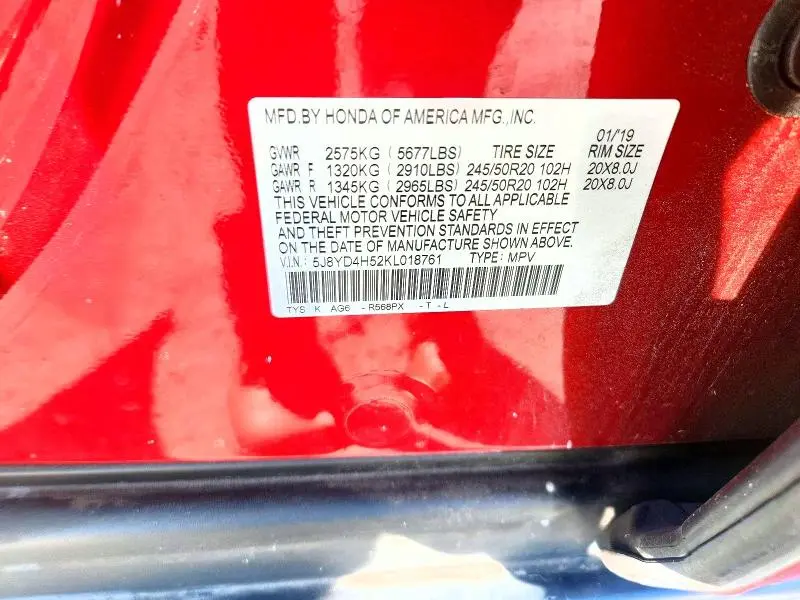 MFD.BY HONDA OF AMERICA MFG.,INC.
01/'19
GVWR 2575KG ( 5677LBS) TIRE SIZE RIM SIZE
GAWR F 1320KG ( 2910LBS) 245/50R20 102H 20X8.0J
GAWR R 1345KG ( 2965LBS) 245/50R20 102H 20X8.0J
THIS VEHICLE CONFORMS TO ALL APPLICABLE
FEDERAL MOTOR VEHICLE SAFETY
AND THEFT PREVENTION STANDARDS IN EFFECT
ON THE DATE OF MANUFACTURE SHOWN ABOVE.
V.I.N.: 5J8YD4H52KL018761 TYPE: MPV
TYS K AG6 - R568PX - T - L